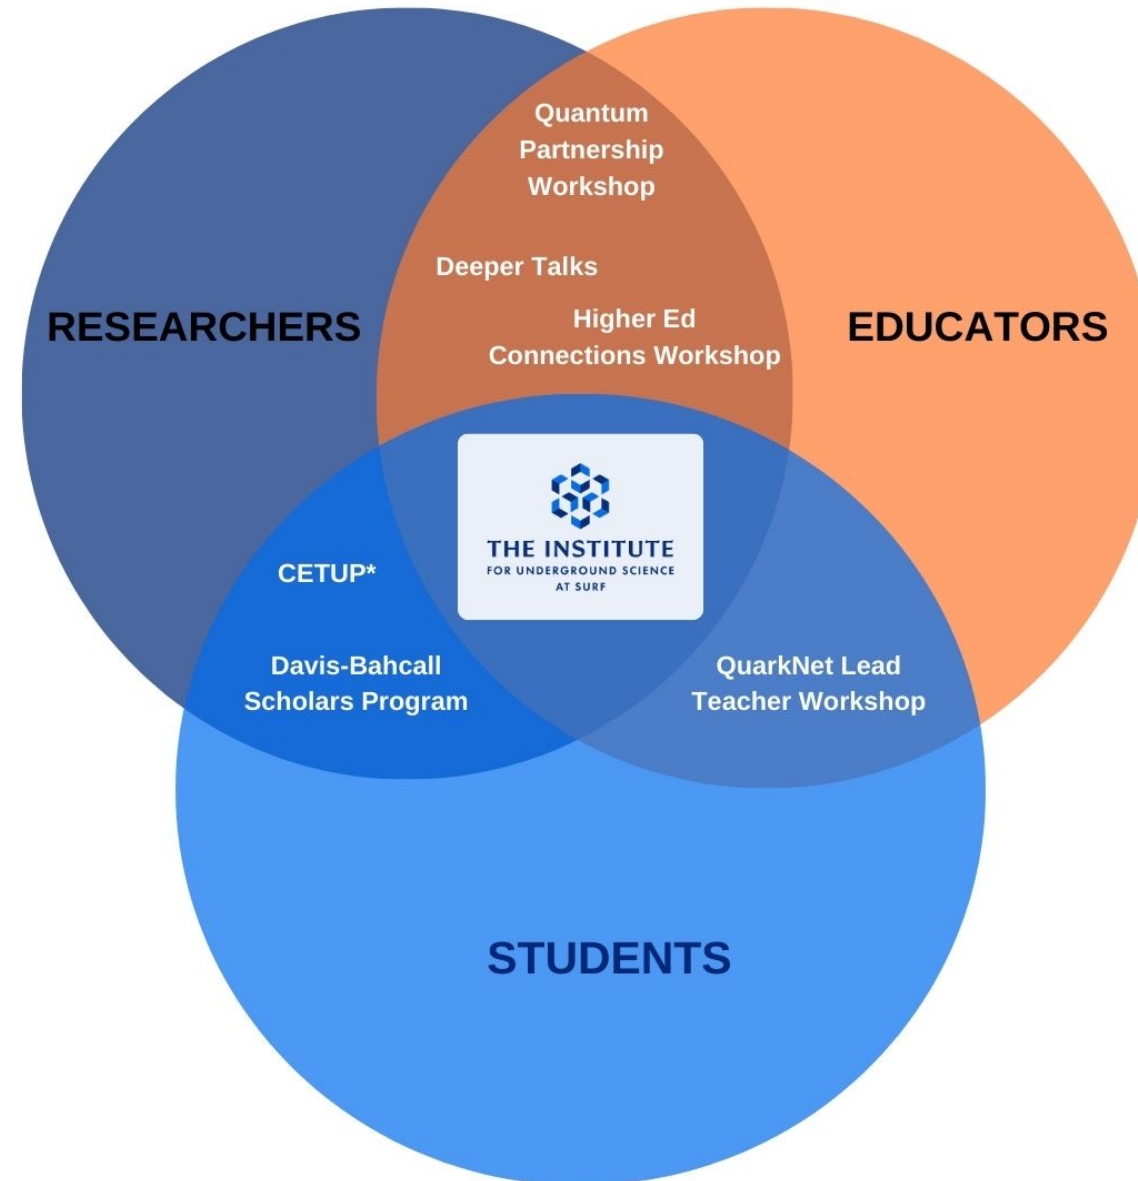 Quantum
Partnership
Workshop
Deeper Talks
Higher Ed
Connections Workshop
RESEARCHERS
EDUCATORS
THE INSTITUTE
FOR UNDERGROUND SCIENCE
AT SURF
CETUP*
Davis-Bahcall
Scholars Program
QuarkNet Lead
Teacher Workshop
STUDENTS